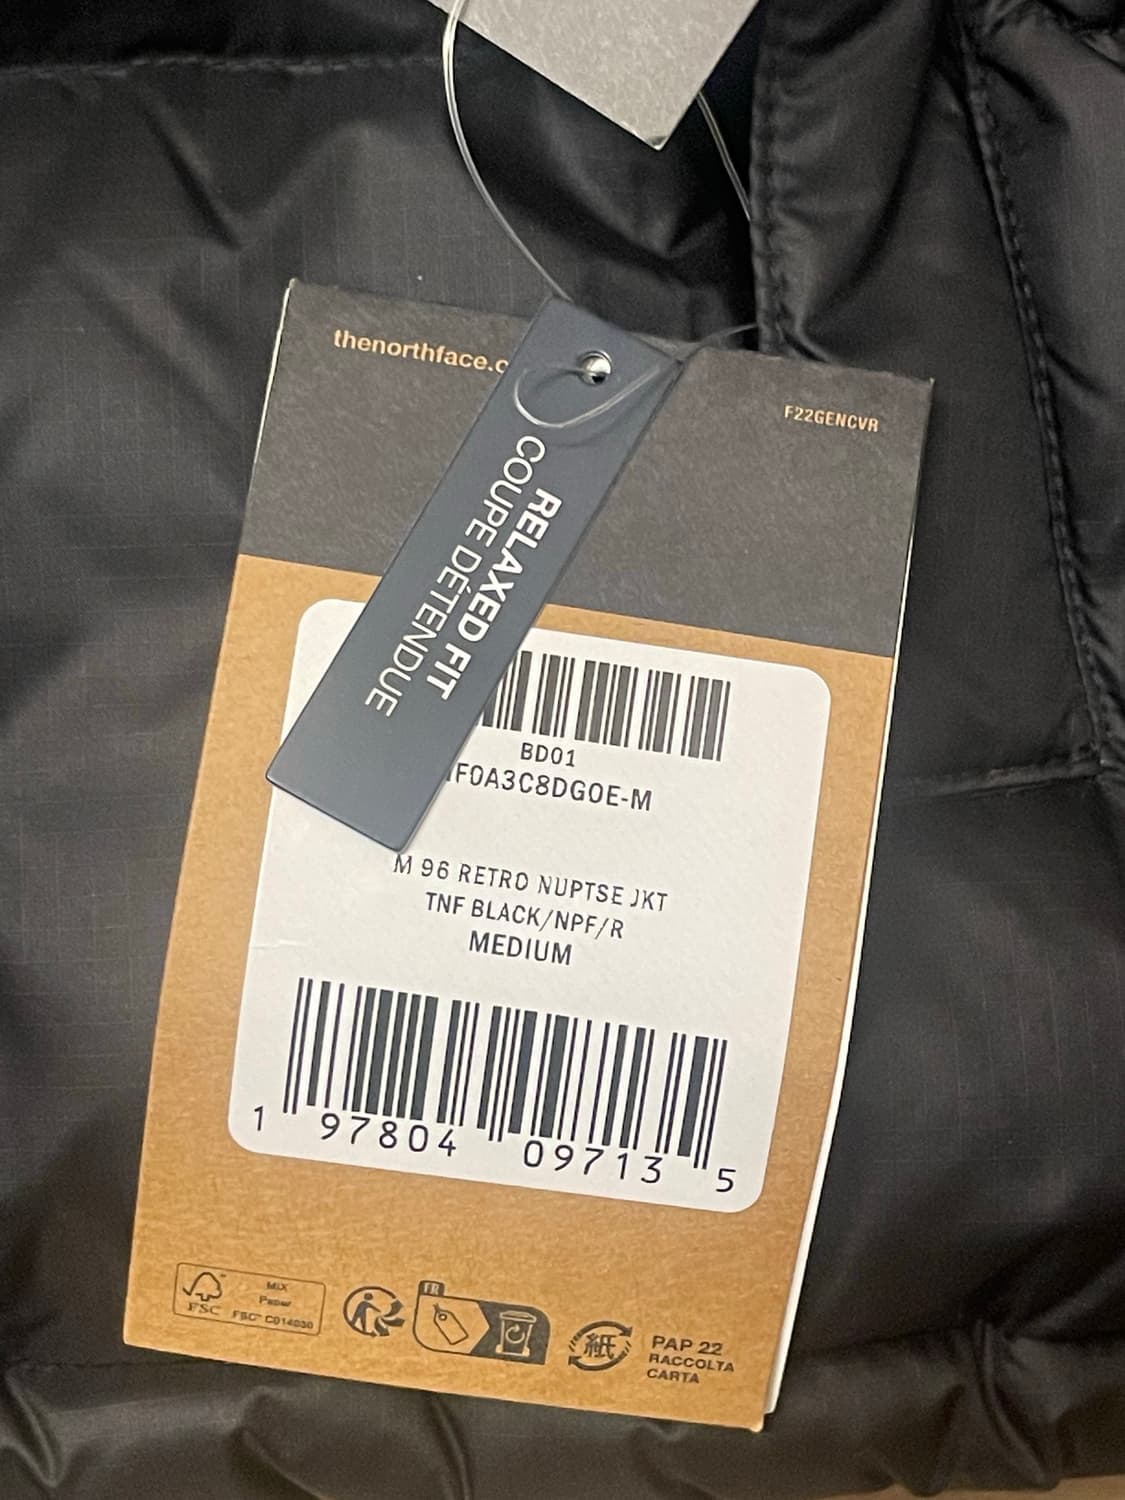 thenorthface.c
F22GENCVR
RELAXED FIT
COUPE DÉTENDUE
BD01
F0A3C8DG0E-M
M 96 RETRO NUPTSE JKT
TNF BLACK/NPF/R
MEDIUM
1 97804 09713 5
FSC
MIX
Paper
FSC™ C014030
FR
紙
PAP 22
RACCOLTA
CARTA